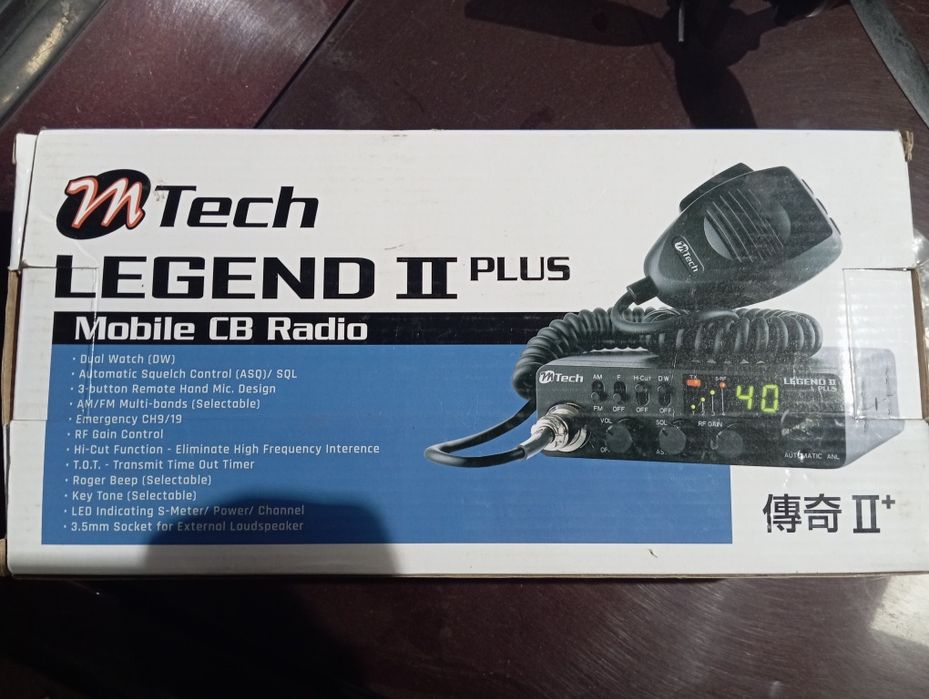 mTech
LEGEND II PLUS
Mobile CB Radio
· Dual Watch (DW)
· Automatic Squelch Control (ASQ)/ SQL
· 3-button Remote Hand Mic. Design
· AM/FM Multi-bands (Selectable)
· Emergency CH9/19
· RF Gain Control
· Hi-Cut Function - Eliminate High Frequency Interence
· T.O.T. - Transmit Time Out Timer
· Roger Beep (Selectable)
· Key Tone (Selectable)
· LED Indicating S-Meter/ Power/ Channel
· 3.5mm Socket for External Loudspeaker
mTech
mTech
AM F Hi-Cut DW TX
FM OFF OFF OFF
40
LEGEND II
PLUS
VOL SQL RF GAIN
AUTOMATIC ANL
傳奇 II+